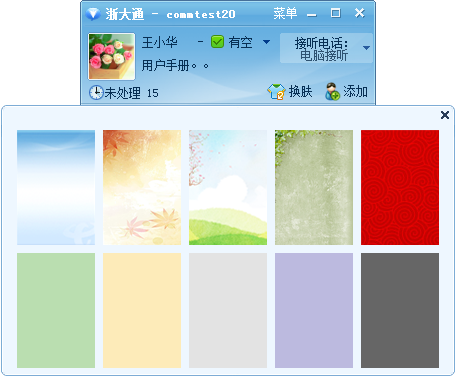 浙大通 - commtest20 菜单
王小华 - 有空
接听电话：
电脑接听
用户手册。。
未处理 15 换肤 添加